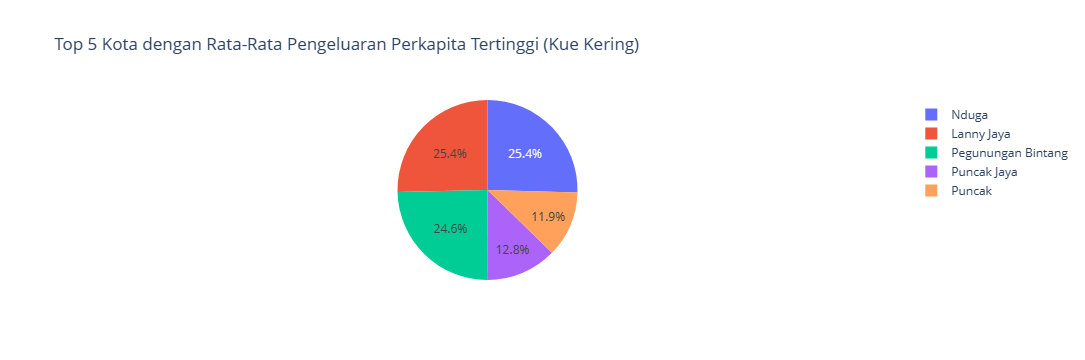 Top 5 Kota dengan Rata-Rata Pengeluaran Perkapita Tertinggi (Kue Kering)
25.4%
25.4%
24.6%
12.8%
11.9%
Nduga
Lanny Jaya
Pegunungan Bintang
Puncak Jaya
Puncak